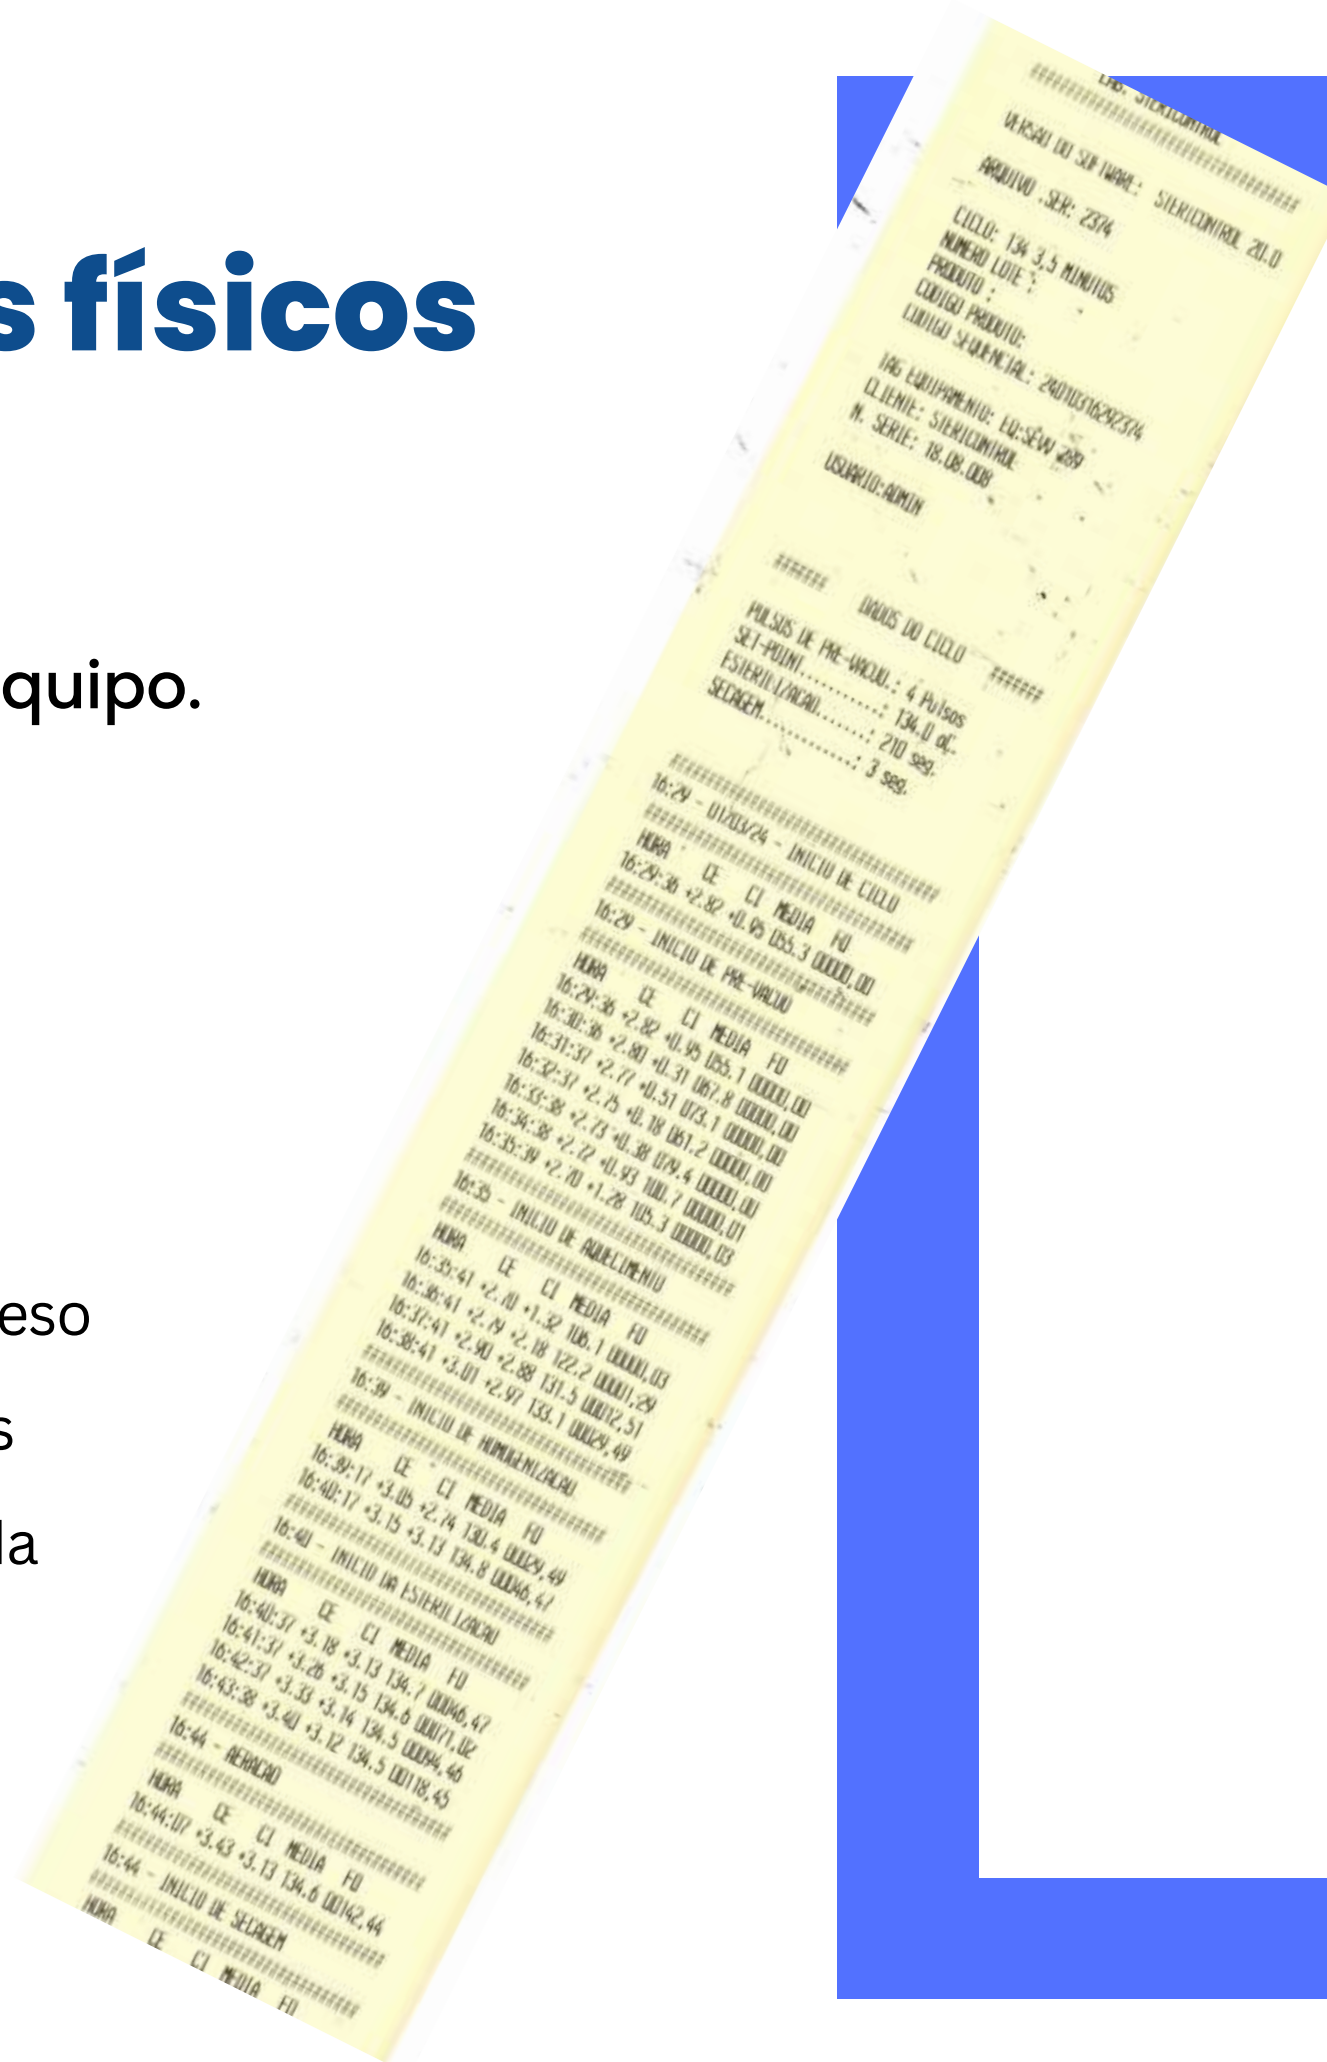 s físicos
quipo.
eso
s
la
LAB. STERICONTROL
################################
VERSAO DO SOFTWARE: STERICONTROL 20.0
ARQUIVO .SER: 2374
CICLO: 134 3,5 MINUTOS
NUMERO LOTE :
PRODUTO :
CODIGO PRODUTO:
CODIGO SEQUENCIAL: 24010316292374
TAG EQUIPAMENTO: EQ:SEVV 289
CLIENTE: STERICONTROL
N. SERIE: 18.08.008
USUARIO:ADMIN
###### DADOS DO CICLO ######
PULSOS DE PRE-VACUO.: 4 Pulsos
SET-POINT...........: 134.0 oC.
ESTERILIZACAO.......: 210 seg.
SECAGEM.............: 3 seg.
################################
16:29 - 01/03/24 - INICIO DE CICLO
################################
HORA CE CI MEDIA FO
16:29:36 +2.82 +0.95 055.3 00000,00
################################
16:29 - INICIO DE PRE-VACUO
################################
HORA CE CI MEDIA FO
16:29:36 +2.82 +0.95 055.1 00000,00
16:30:36 +2.80 +0.31 067.8 00000,00
16:31:37 +2.77 +0.51 073.1 00000,00
16:32:37 +2.75 +0.18 061.2 00000,00
16:33:38 +2.73 +0.38 079.4 00000,00
16:34:38 +2.72 +0.93 100.7 00000,01
16:35:39 +2.70 +1.28 105.3 00000,03
################################
16:35 - INICIO DE AQUECIMENTO
################################
HORA CE CI MEDIA FO
16:35:41 +2.70 +1.32 106.1 00000,03
16:36:41 +2.79 +2.18 122.2 00001,29
16:37:41 +2.90 +2.88 131.5 00012,51
16:38:41 +3.01 +2.97 133.1 00029,49
################################
16:39 - INICIO DE HOMOGENIZACAO
################################
HORA CE CI MEDIA FO
16:39:17 +3.05 +2.74 130.4 00029,49
16:40:17 +3.15 +3.13 134.8 00046,47
################################
16:40 - INICIO DA ESTERILIZACAO
################################
HORA CE CI MEDIA FO
16:40:37 +3.18 +3.13 134.7 00046,47
16:41:37 +3.26 +3.15 134.6 00071,02
16:42:37 +3.33 +3.14 134.5 00094,46
16:43:38 +3.40 +3.12 134.5 00118,45
################################
16:44 - AERACAO
################################
HORA CE CI MEDIA FO
16:44:07 +3.43 +3.13 134.6 00142,44
################################
16:44 - INICIO DE SECAGEM
################################
HORA CE CI MEDIA FO